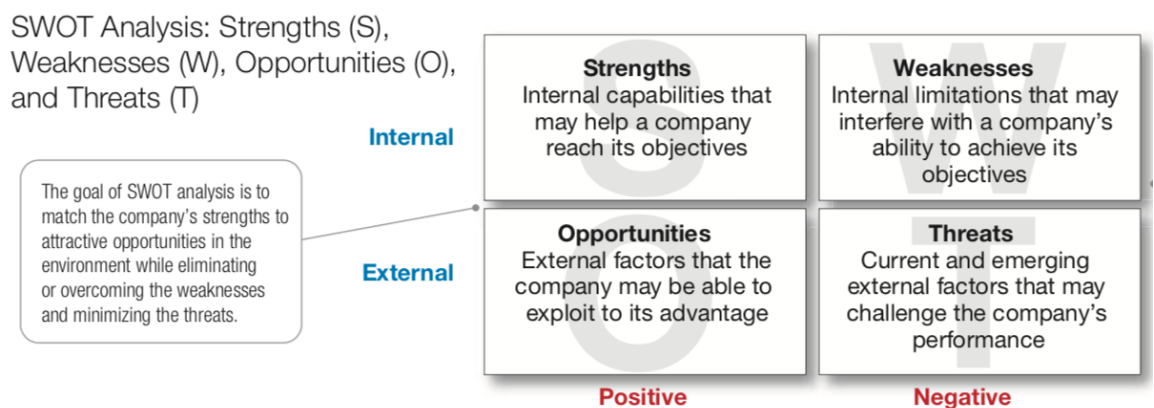 SWOT Analysis: Strengths (S),
Weaknesses (W), Opportunities (O),
and Threats (T)
The goal of SWOT analysis is to
match the company’s strengths to
attractive opportunities in the
environment while eliminating
or overcoming the weaknesses
and minimizing the threats.
Internal
External
S
Strengths
Internal capabilities that
may help a company
reach its objectives
W
Weaknesses
Internal limitations that may
interfere with a company’s
ability to achieve its
objectives
O
Opportunities
External factors that the
company may be able to
exploit to its advantage
T
Threats
Current and emerging
external factors that may
challenge the company’s
performance
Positive
Negative